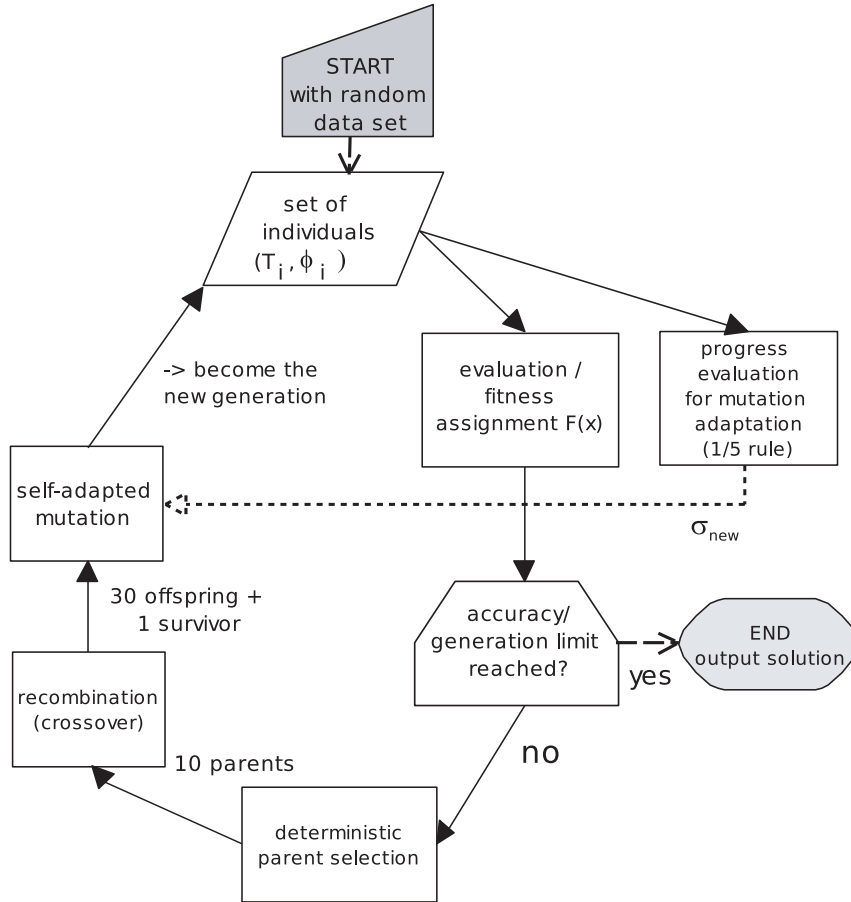 START
with random
data set
set of
individuals
(T_i, ϕ_i )
-> become the
new generation
evaluation /
fitness
assignment F(x)
progress
evaluation
for mutation
adaptation
(1/5 rule)
self-adapted
mutation
σ_new
30 offspring +
1 survivor
accuracy/
generation limit
reached?
yes
END
output solution
recombination
(crossover)
no
10 parents
deterministic
parent selection